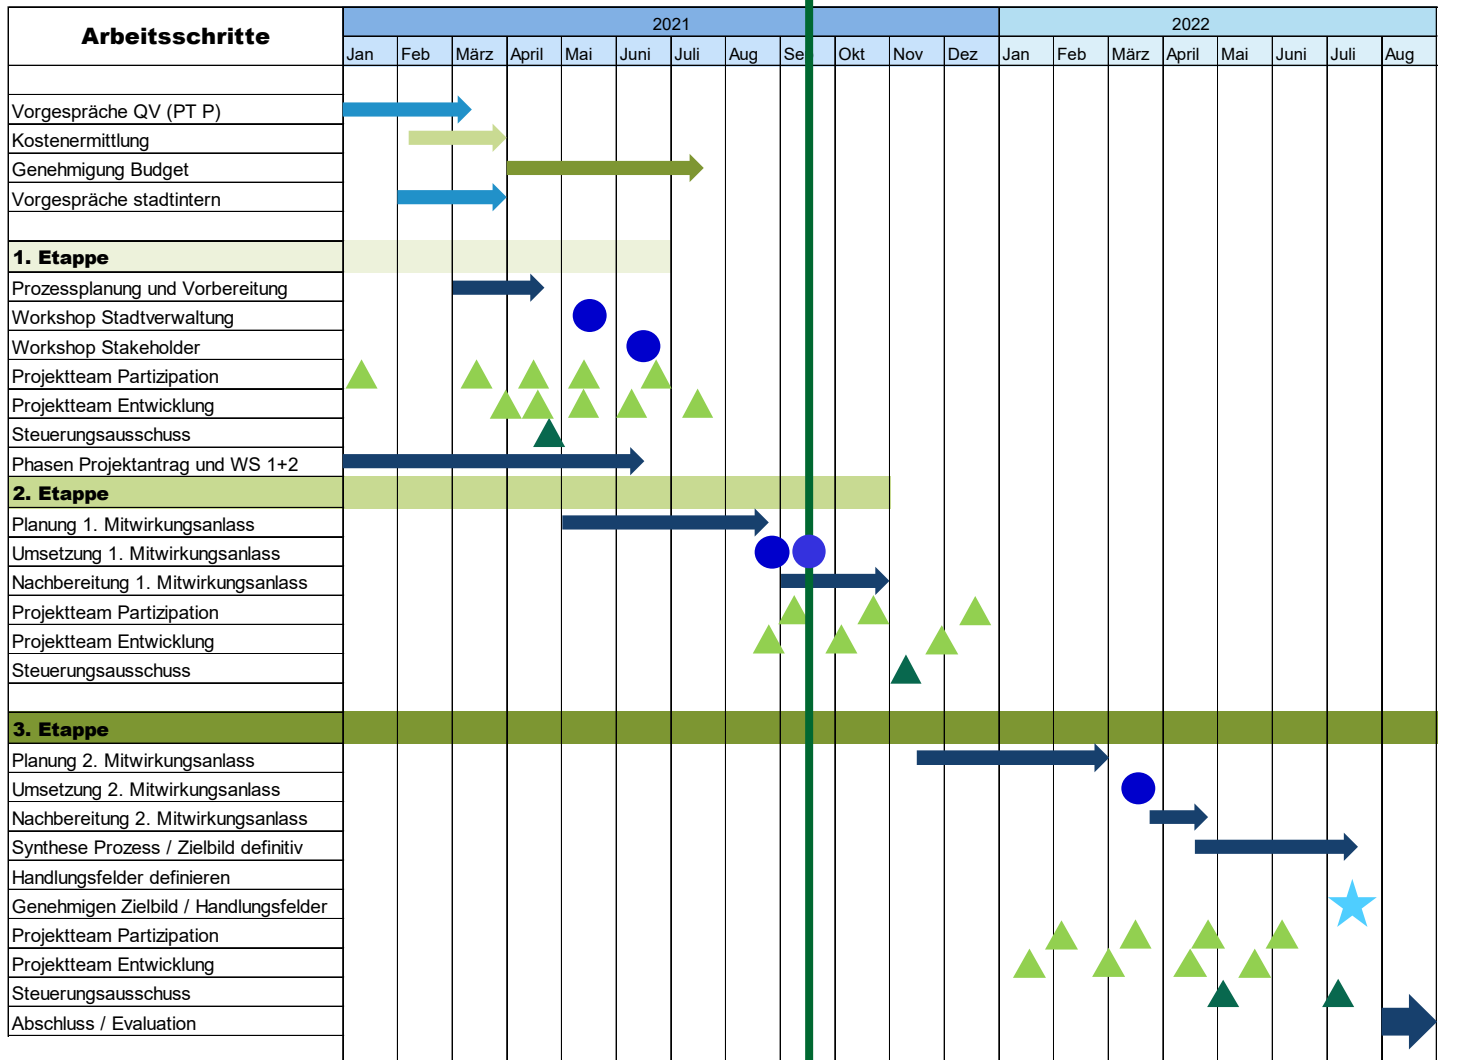 Arbeitsschritte
2021 2022
Jan Feb März April Mai Juni Juli Aug Se Okt Nov Dez Jan Feb März April Mai Juni Juli Aug
Vorgespräche QV (PT P)
Kostenermittlung
Genehmigung Budget
Vorgespräche stadtintern
1. Etappe
Prozessplanung und Vorbereitung
Workshop Stadtverwaltung
Workshop Stakeholder
Projektteam Partizipation
Projektteam Entwicklung
Steuerungsausschuss
Phasen Projektantrag und WS 1+2
2. Etappe
Planung 1. Mitwirkungsanlass
Umsetzung 1. Mitwirkungsanlass
Nachbereitung 1. Mitwirkungsanlass
Projektteam Partizipation
Projektteam Entwicklung
Steuerungsausschuss
3. Etappe
Planung 2. Mitwirkungsanlass
Umsetzung 2. Mitwirkungsanlass
Nachbereitung 2. Mitwirkungsanlass
Synthese Prozess / Zielbild definitiv
Handlungsfelder definieren
Genehmigen Zielbild / Handlungsfelder
Projektteam Partizipation
Projektteam Entwicklung
Steuerungsausschuss
Abschluss / Evaluation